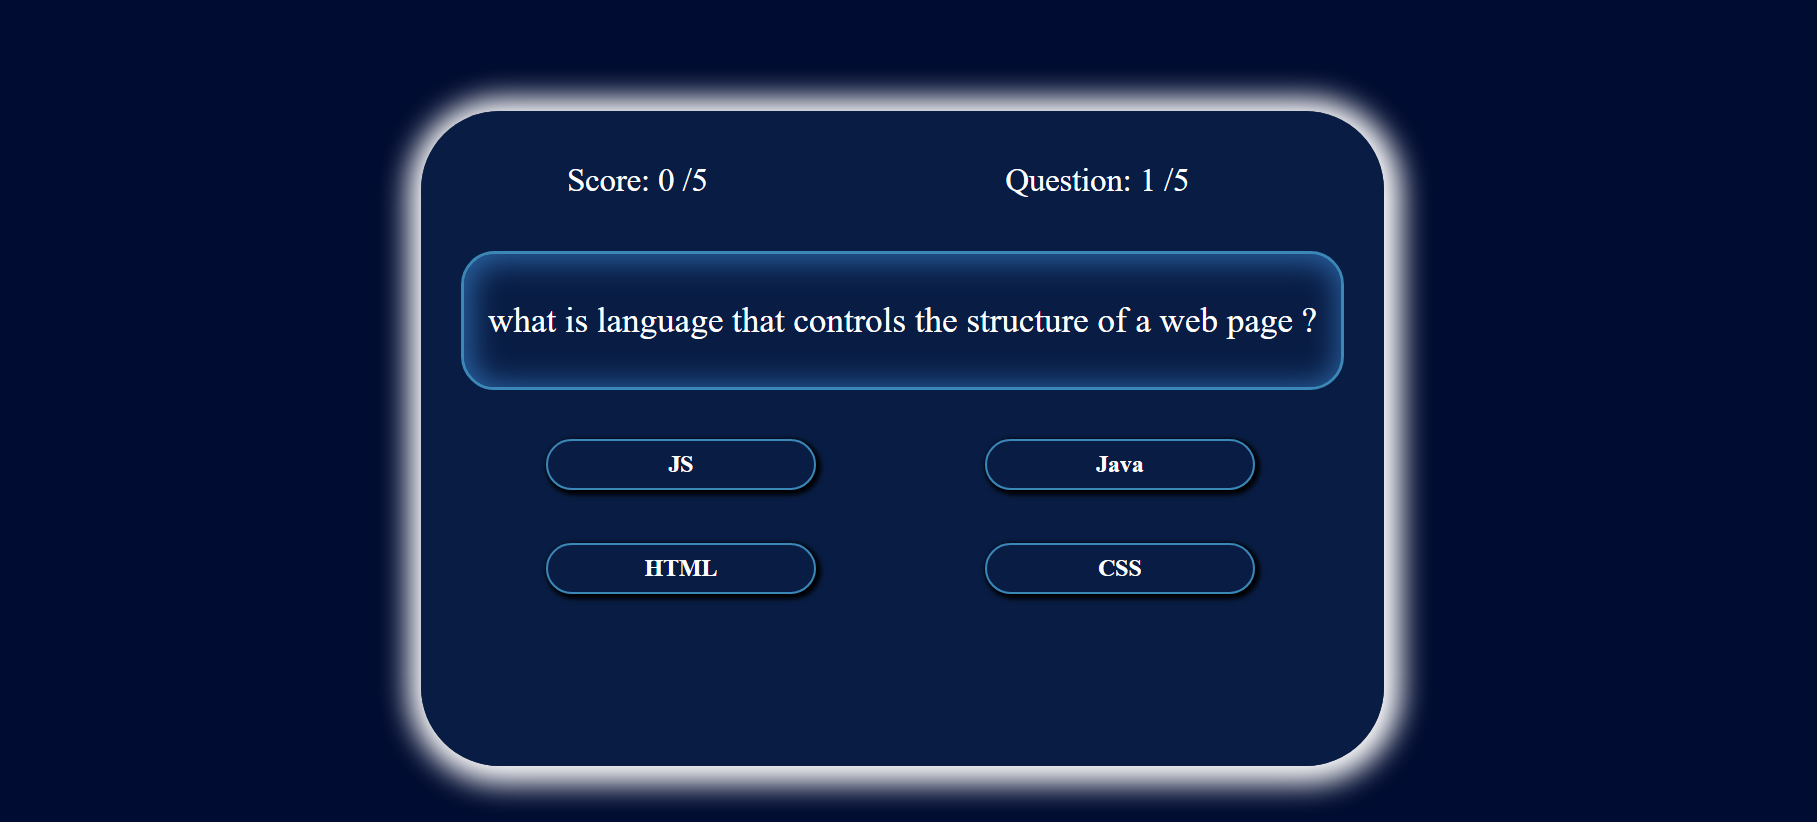 Score: 0 /5
Question: 1 /5
what is language that controls the structure of a web page ?
JS
Java
HTML
CSS